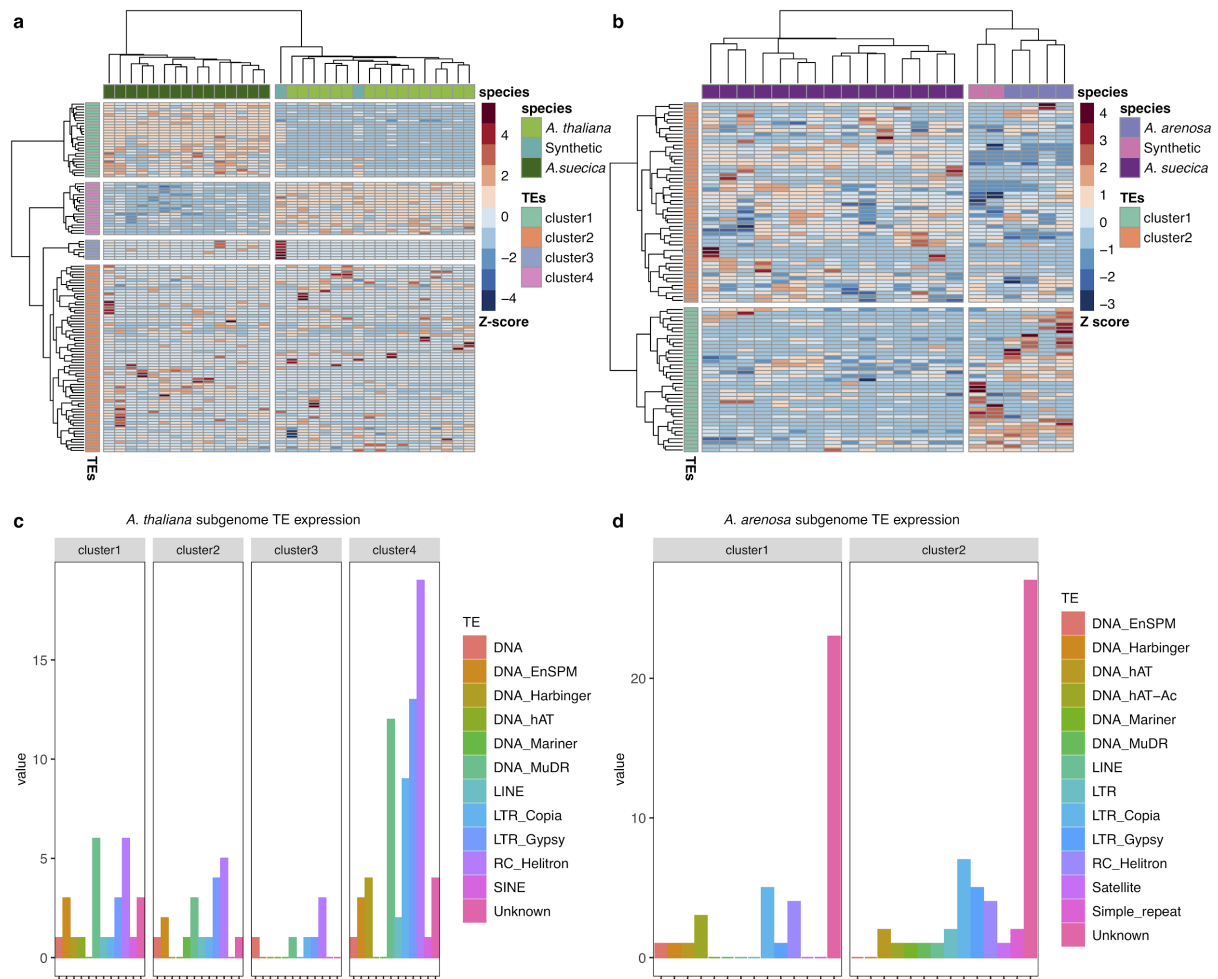 a
species
4
2
0
−2
−4
Z-score
species
A. thaliana
Synthetic
A.suecica
TEs
cluster1
cluster2
cluster3
cluster4
TEs
b
species
4
3
2
1
0
−1
−2
−3
Z score
species
A. arenosa
Synthetic
A. suecica
TEs
cluster1
cluster2
TEs
c
A. thaliana subgenome TE expression
cluster1
cluster2
cluster3
cluster4
value
15
10
5
0
TE
DNA
DNA_EnSPM
DNA_Harbinger
DNA_hAT
DNA_Mariner
DNA_MuDR
LINE
LTR_Copia
LTR_Gypsy
RC_Helitron
SINE
Unknown
d
A. arenosa subgenome TE expression
cluster1
cluster2
value
20
10
0
TE
DNA_EnSPM
DNA_Harbinger
DNA_hAT
DNA_hAT−Ac
DNA_Mariner
DNA_MuDR
LINE
LTR
LTR_Copia
LTR_Gypsy
RC_Helitron
Satellite
Simple_repeat
Unknown